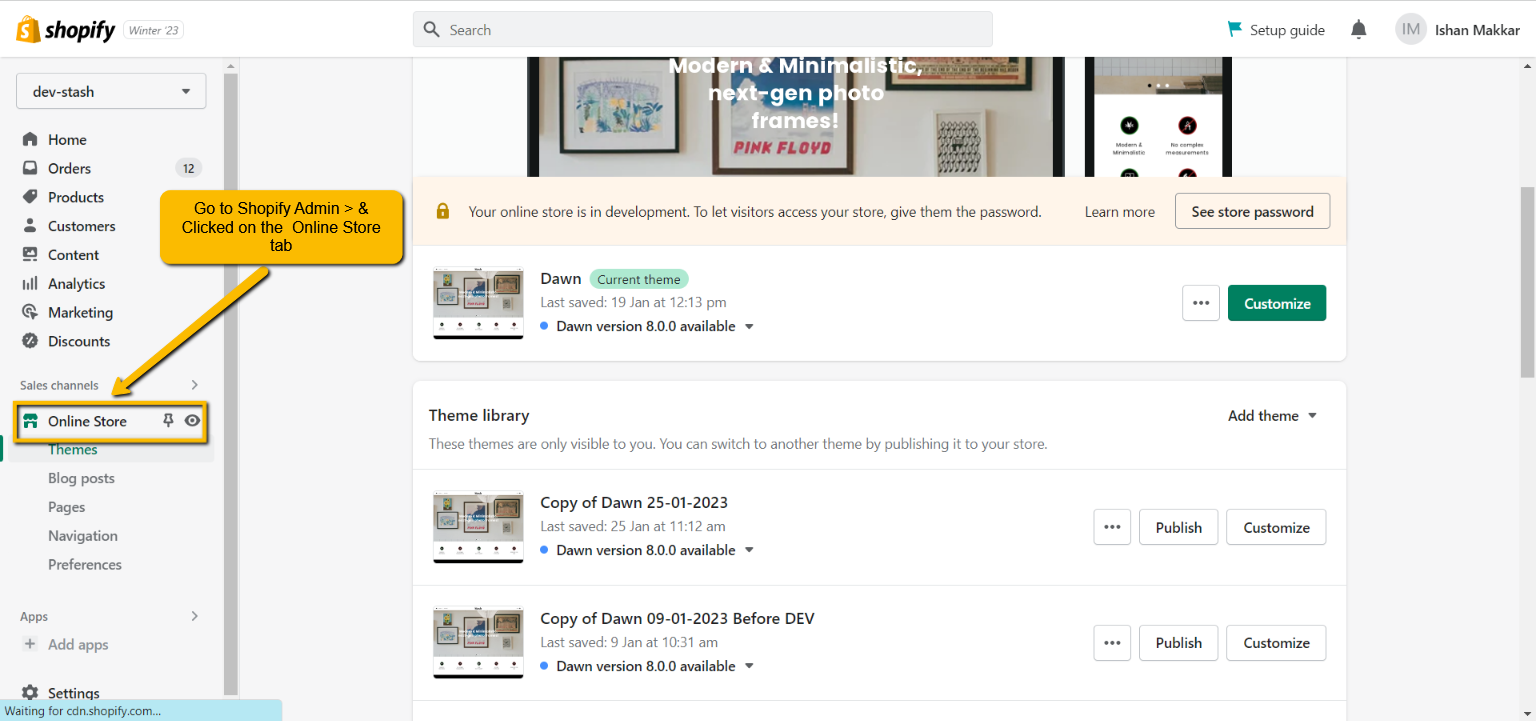 shopify
Winter '23
Search
Setup guide
IM
Ishan Makkar
dev-stash
Home
Orders
12
Products
Customers
Content
Analytics
Marketing
Discounts
Sales channels
Online Store
Themes
Blog posts
Pages
Navigation
Preferences
Apps
+ Add apps
Settings
Waiting for cdn.shopify.com...
Go to Shopify Admin > &
Clicked on the Online Store
tab
Modern & Minimalistic,
next-gen photo
frames!
PINK FLOYD
Modern &
Minimalistic
No complex
measurements
Your online store is in development. To let visitors access your store, give them the password.
Learn more
See store password
Dawn
Current theme
Last saved: 19 Jan at 12:13 pm
Dawn version 8.0.0 available
Customize
Theme library
Add theme
These themes are only visible to you. You can switch to another theme by publishing it to your store.
Copy of Dawn 25-01-2023
Last saved: 25 Jan at 11:12 am
Dawn version 8.0.0 available
Publish
Customize
Copy of Dawn 09-01-2023 Before DEV
Last saved: 9 Jan at 10:31 am
Dawn version 8.0.0 available
Publish
Customize